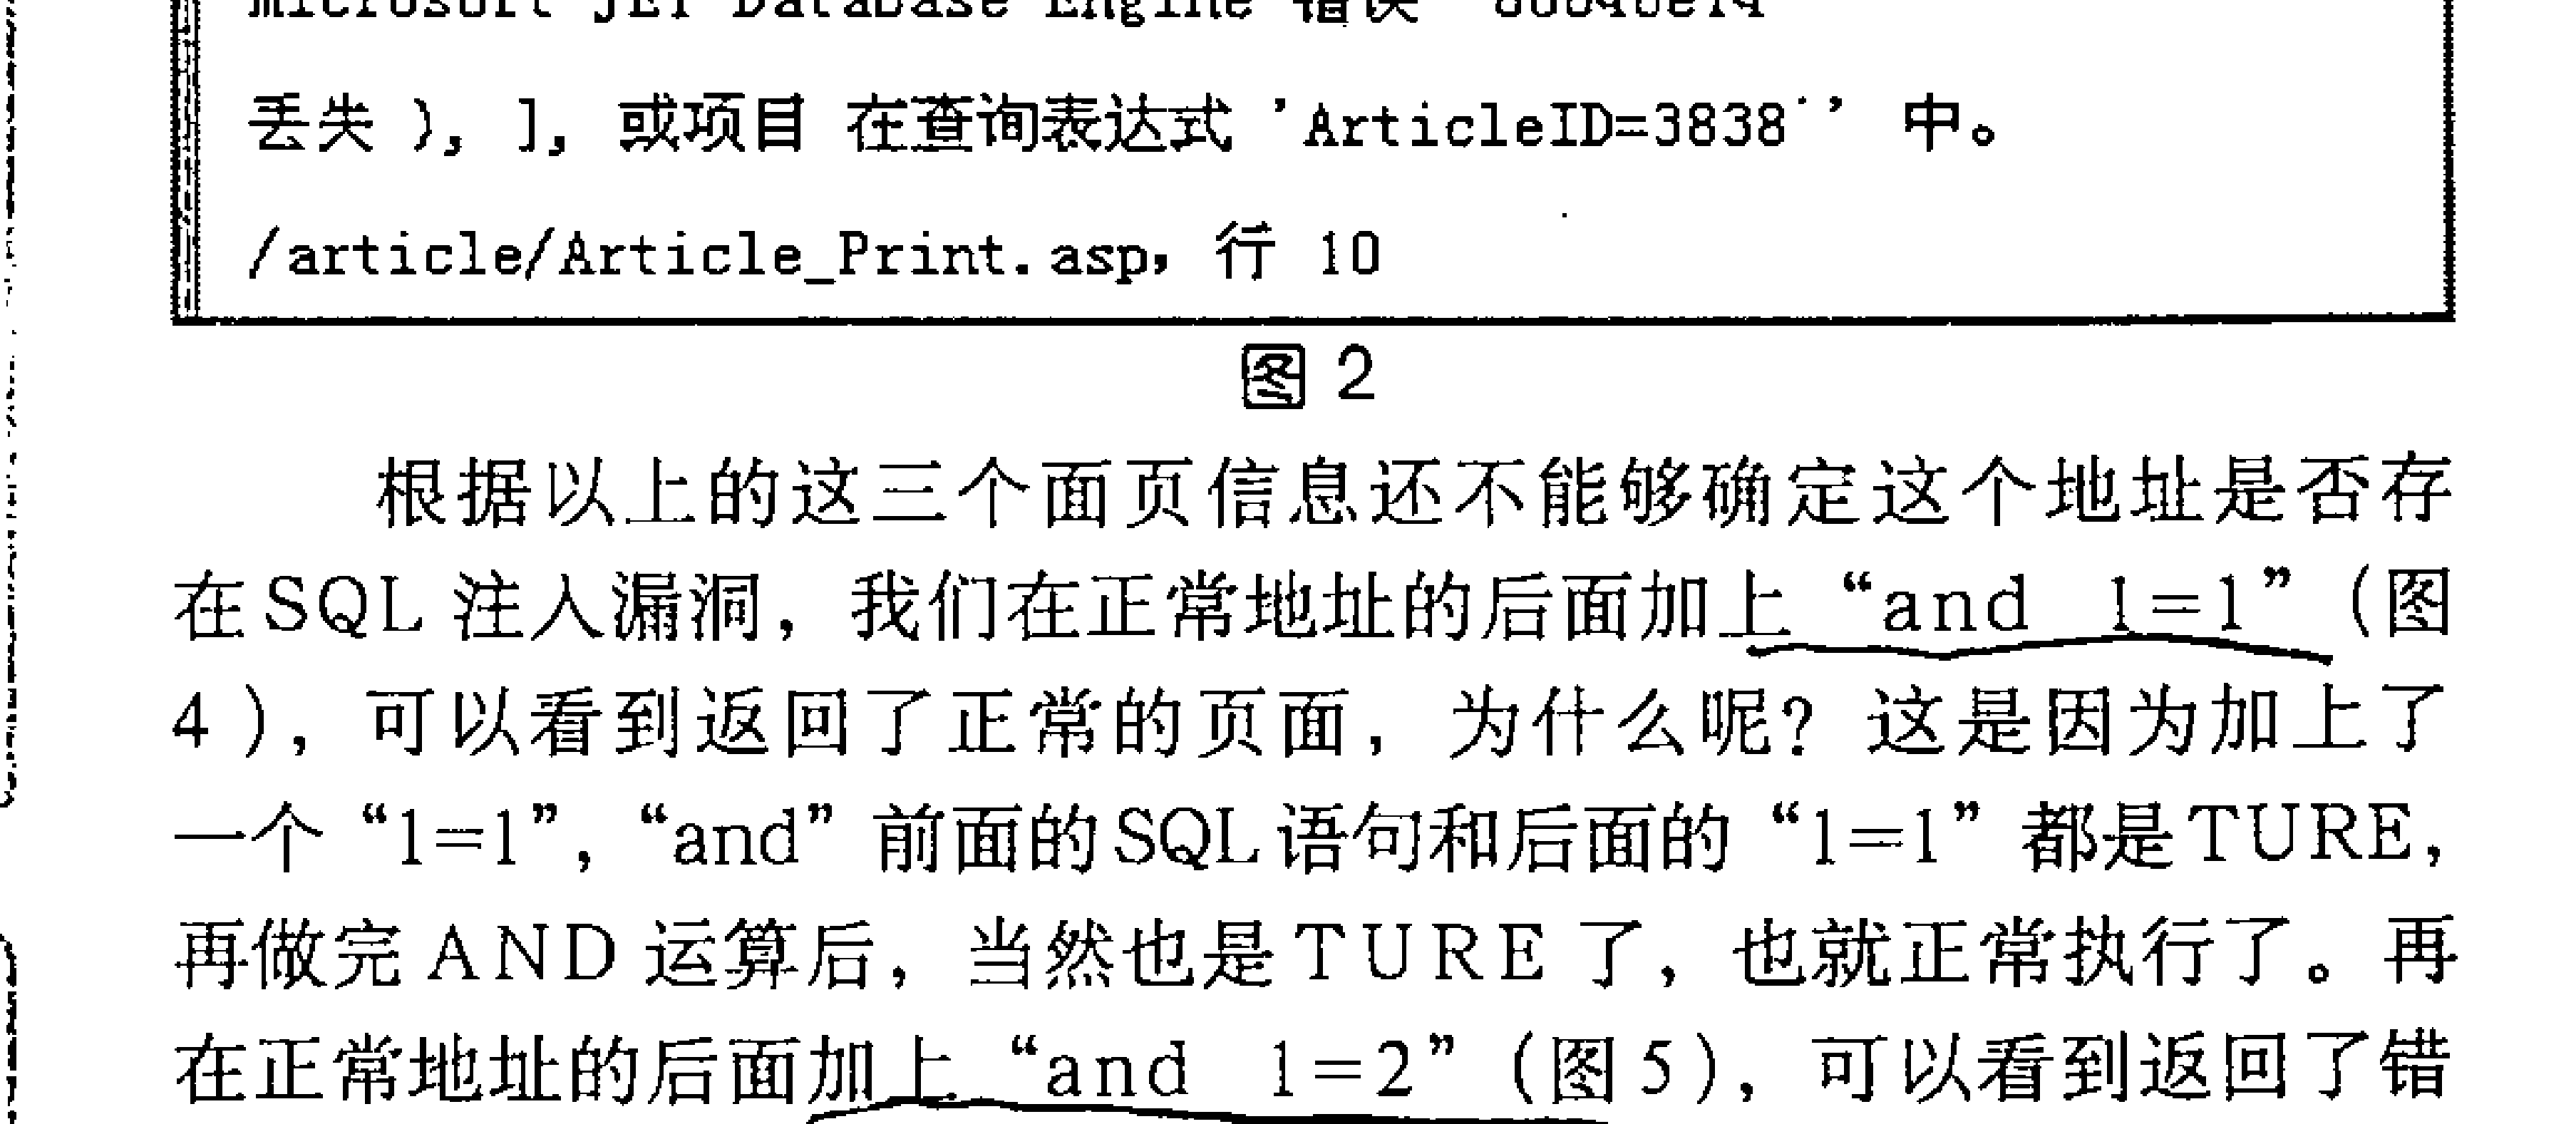 Microsoft JET Database Engine 错误 '80040e14'
丢失 ), ], 或项目 在查询表达式 'ArticleID=3838'' 中。
/article/Article_Print.asp，行 10
图 2
根据以上的这三个面页信息还不能够确定这个地址是否存
在SQL 注入漏洞，我们在正常地址的后面加上 “and 1=1”（图
4），可以看到返回了正常的页面，为什么呢？这是因为加上了
一个“1=1”，“and”前面的SQL语句和后面的“1=1”都是TURE，
再做完AND运算后，当然也是TURE了，也就正常执行了。再
在正常地址的后面加上 “and 1=2”（图5），可以看到返回了错